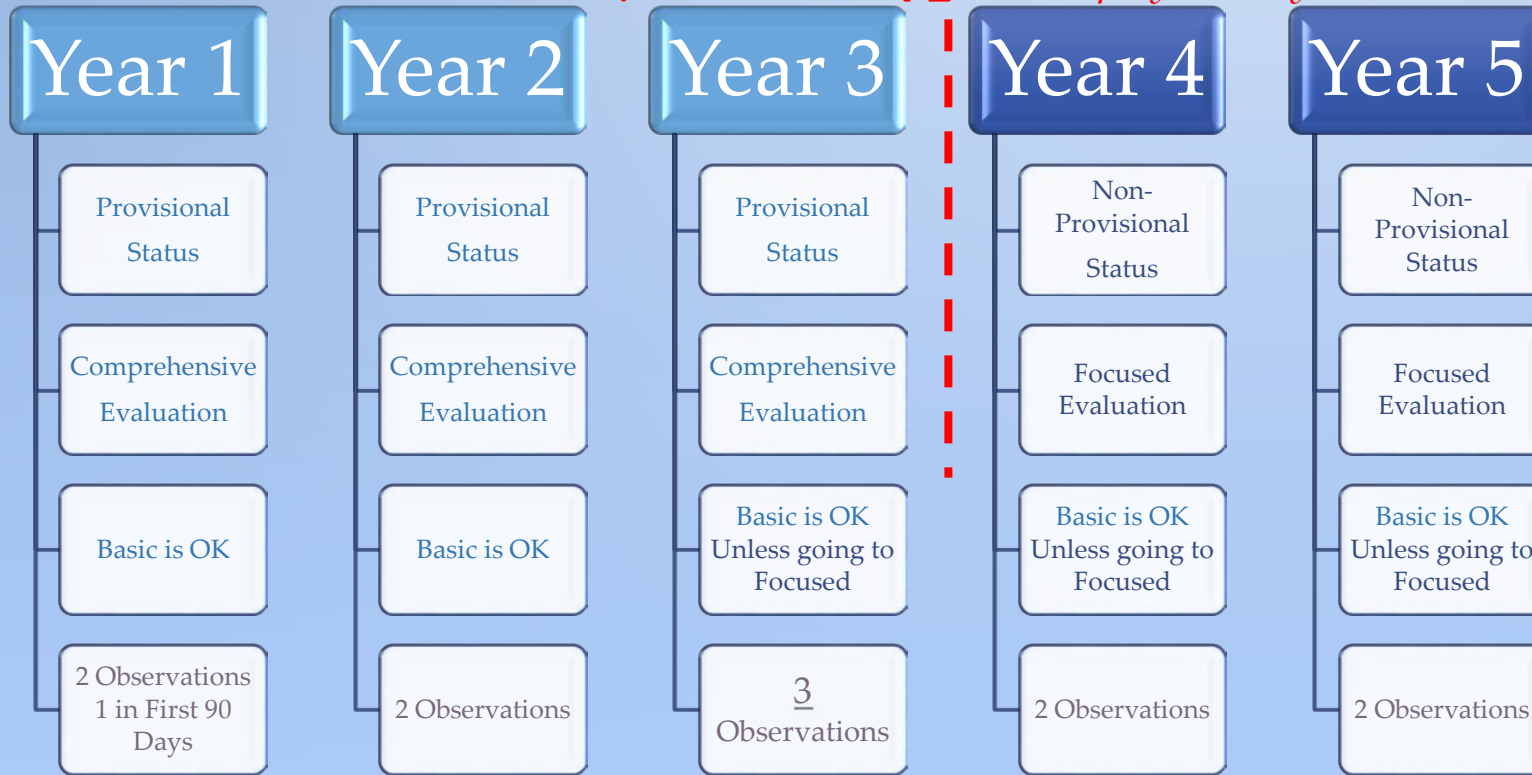 Year 1
Provisional
Status
Comprehensive
Evaluation
Basic is OK
2 Observations
1 in First 90
Days
Year 2
Provisional
Status
Comprehensive
Evaluation
Basic is OK
2 Observations
Year 3
Provisional
Status
Comprehensive
Evaluation
Basic is OK
Unless going to
Focused
3
Observations
Year 4
Non-
Provisional
Status
Focused
Evaluation
Basic is OK
Unless going to
Focused
2 Observations
Year 5
Non-
Provisional
Status
Focused
Evaluation
Basic is OK
Unless going to
Focused
2 Observations